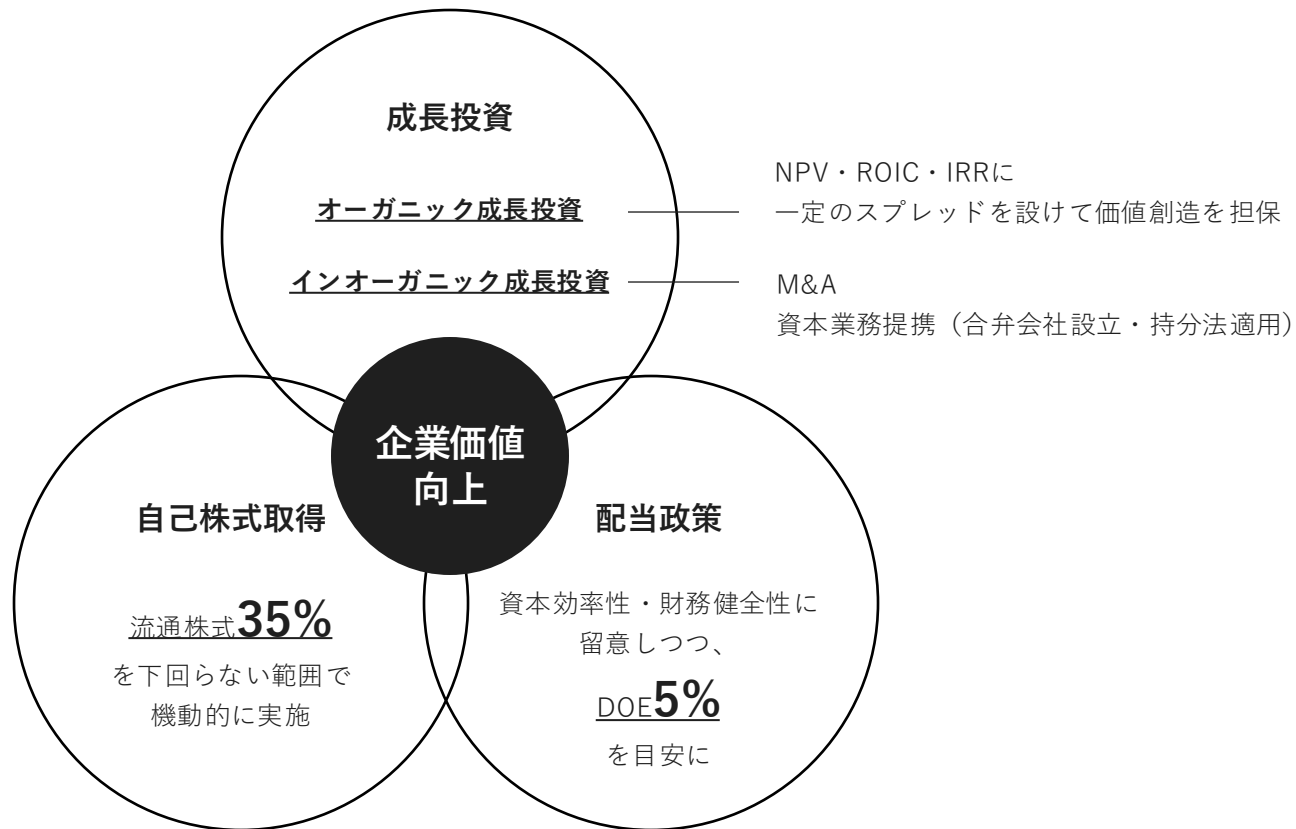 成長投資
オーガニック成長投資
NPV・ROIC・IRRに
一定のスプレッドを設けて価値創造を担保
インオーガニック成長投資
M&A
資本業務提携（合弁会社設立・持分法適用）
企業価値
向上
自己株式取得
流通株式35%
を下回らない範囲で
機動的に実施
配当政策
資本効率性・財務健全性に
留意しつつ、
DOE5%
を目安に